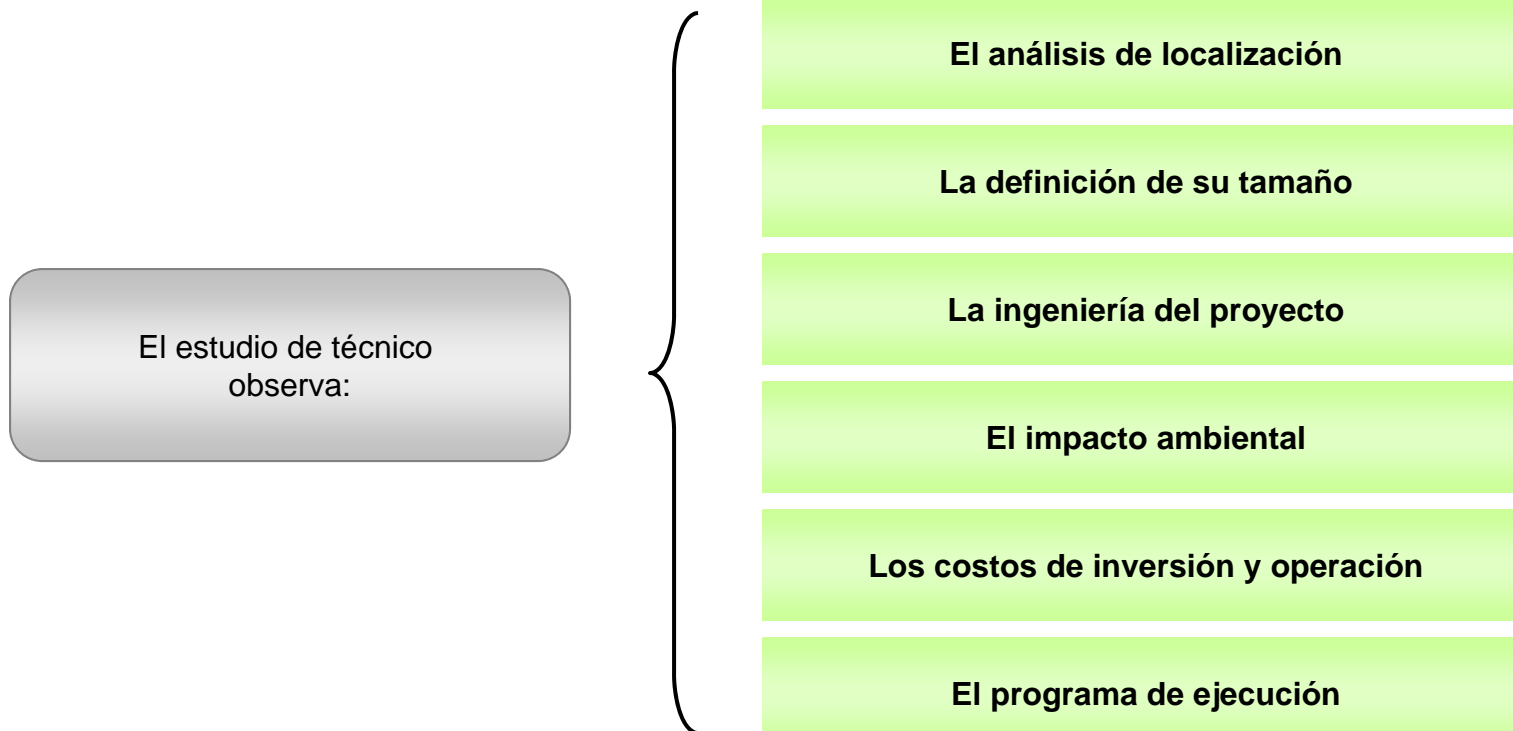 El análisis de localización
La definición de su tamaño
La ingeniería del proyecto
El estudio de técnico
observa:
El impacto ambiental
Los costos de inversión y operación
El programa de ejecución